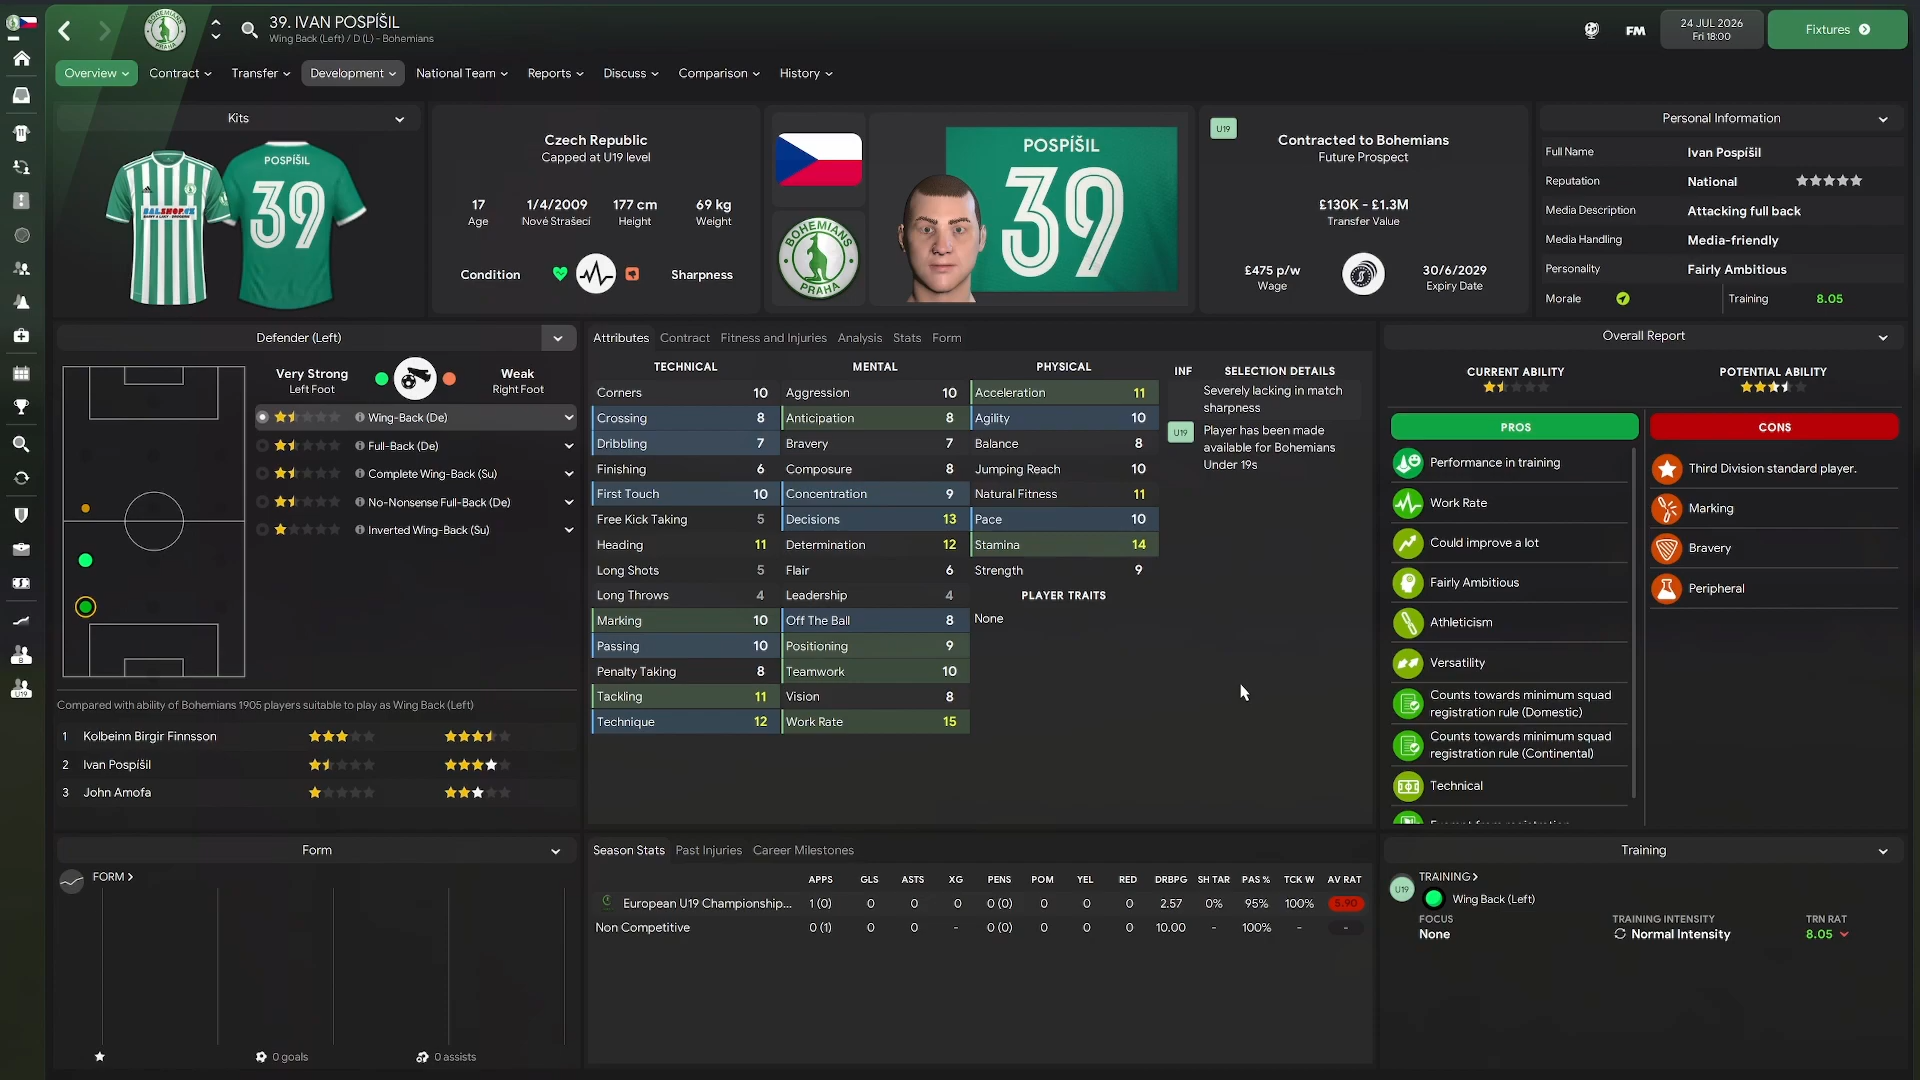 39. IVAN POSPÍŠIL
Wing Back (Left) / D (L) - Bohemians
FM
24 JUL 2026
Fri 18:00
Fixtures
Overview
Contract
Transfer
Development
National Team
Reports
Discuss
Comparison
History
Kits
POSPÍŠIL
39
Czech Republic
Capped at U19 level
17
Age
1/4/2009
Nové Strašecí
177 cm
Height
69 kg
Weight
Condition
Sharpness
BOHEMIANS
PRAHA
POSPÍŠIL
39
U19
Contracted to Bohemians
Future Prospect
£130K - £1.3M
Transfer Value
£475 p/w
Wage
30/6/2029
Expiry Date
Personal Information
Full Name Ivan Pospíšil
Reputation National
Media Description Attacking full back
Media Handling Media-friendly
Personality Fairly Ambitious
Morale
Training 8.05
Defender (Left)
Very Strong
Left Foot
Weak
Right Foot
Wing-Back (De)
Full-Back (De)
Complete Wing-Back (Su)
No-Nonsense Full-Back (De)
Inverted Wing-Back (Su)
Compared with ability of Bohemians 1905 players suitable to play as Wing Back (Left)
1 Kolbeinn Birgir Finnsson
2 Ivan Pospíšil
3 John Amofa
Attributes Contract Fitness and Injuries Analysis Stats Form
TECHNICAL
Corners 10
Crossing 8
Dribbling 7
Finishing 6
First Touch 10
Free Kick Taking 5
Heading 11
Long Shots 5
Long Throws 4
Marking 10
Passing 10
Penalty Taking 8
Tackling 11
Technique 12
MENTAL
Aggression 10
Anticipation 8
Bravery 7
Composure 8
Concentration 9
Decisions 13
Determination 12
Flair 6
Leadership 4
Off The Ball 8
Positioning 9
Teamwork 10
Vision 8
Work Rate 15
PHYSICAL
Acceleration 11
Agility 10
Balance 8
Jumping Reach 10
Natural Fitness 11
Pace 10
Stamina 14
Strength 9
PLAYER TRAITS
None
INF SELECTION DETAILS
Severely lacking in match
sharpness
U19
Player has been made
available for Bohemians
Under 19s
Overall Report
CURRENT ABILITY
POTENTIAL ABILITY
PROS
Performance in training
Work Rate
Could improve a lot
Fairly Ambitious
Athleticism
Versatility
Counts towards minimum squad
registration rule (Domestic)
Counts towards minimum squad
registration rule (Continental)
Technical
CONS
Third Division standard player.
Marking
Bravery
Peripheral
Form
FORM
0 goals
0 assists
Season Stats Past Injuries Career Milestones
APPS GLS ASTS XG PENS POM YEL RED DRBPG SH TAR PAS % TCK W AV RAT
European U19 Championship... 1 (0) 0 0 0 0 (0) 0 0 0 2.57 0% 95% 100% 5.90
Non Competitive 0 (1) 0 0 - 0 (0) 0 0 0 10.00 - 100% - -
Training
U19
TRAINING
Wing Back (Left)
FOCUS
None
TRAINING INTENSITY
Normal Intensity
TRN RAT
8.05